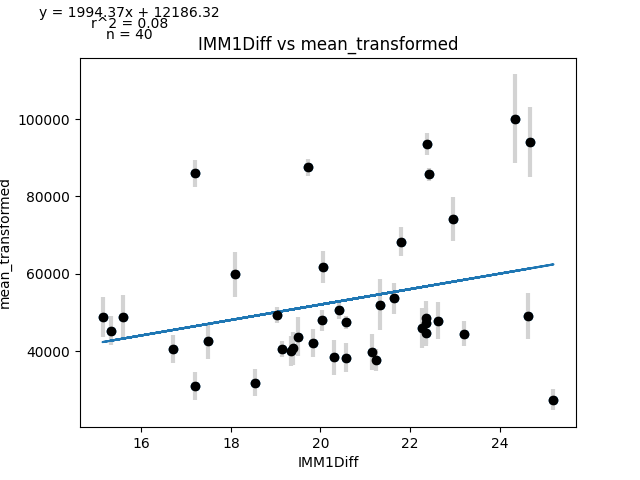 y = 1994.37x + 12186.32
r^2 = 0.08
n = 40
IMM1Diff vs mean_transformed
100000
80000
60000
40000
mean_transformed
16 18 20 22 24
IMM1Diff